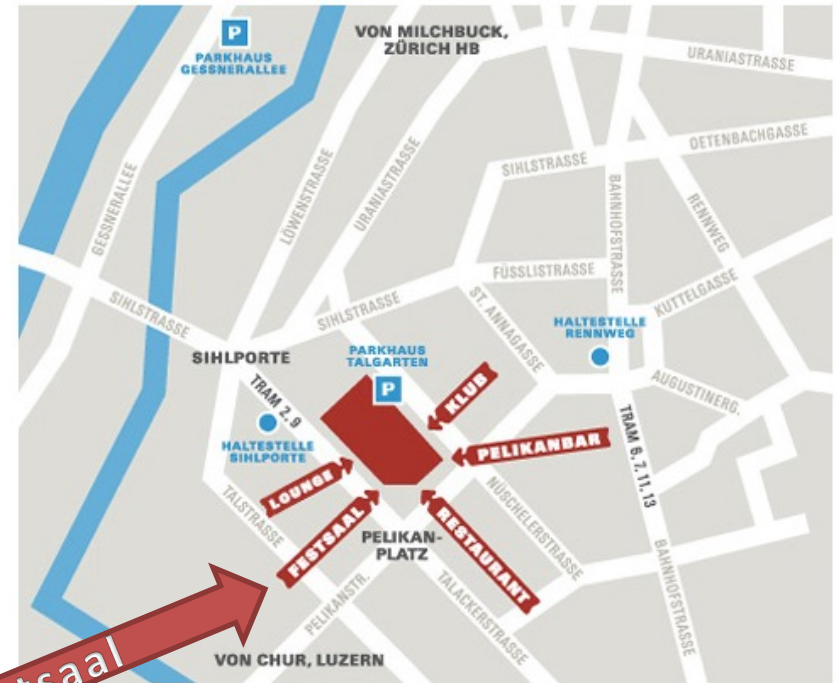 P
PARKHAUS
GESSNERALLEE
VON MILCHBUCK,
ZÜRICH HB
URANIASTRASSE
OETENBACHGASSE
SIHLSTRASSE
GESSNERALLEE
LÖWENSTRASSE
URANIASTRASSE
BAHNHOFSTRASSE
RENNWEG
FÜSSLISTRASSE
KUTTELGASSE
SIHLSTRASSE
SIHLSTRASSE
ST. ANNAGASSE
HALTESTELLE
RENNWEG
SIHLPORTE
PARKHAUS
TALGARTEN
P
TRAM 2, 9
KLUB
AUGUSTINERG.
HALTESTELLE
SIHLPORTE
PELIKANBAR
TRAM 6, 7, 11, 13
LOUNGE
FESTSAAL
RESTAURANT
TALSTRASSE
PELIKAN-
PLATZ
NÜSCHELERSTRASSE
PELIKANSTR.
TALACKERSTRASSE
BAHNHOFSTRASSE
VON CHUR, LUZERN